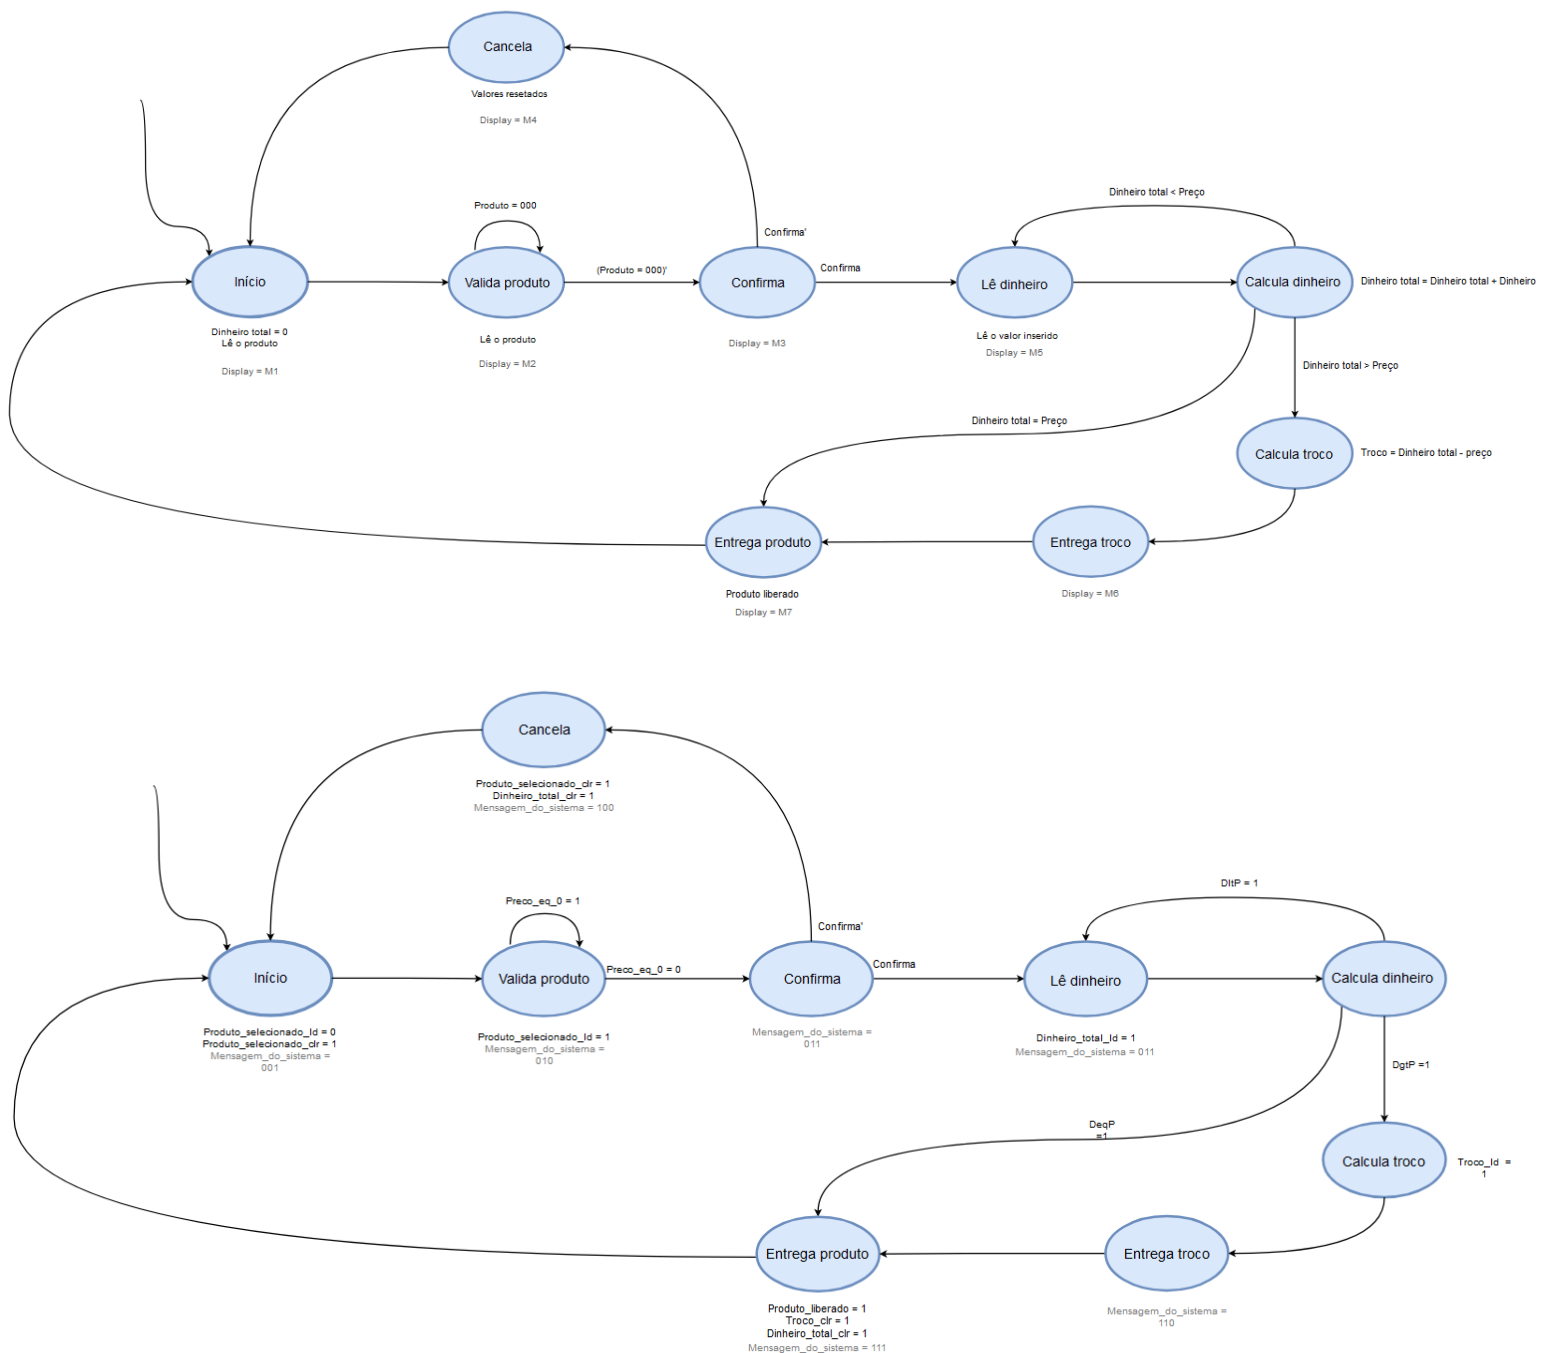 Cancela
Valores resetados
Display = M4
Produto = 000
Dinheiro total < Preço
Confirma'
(Produto = 000)'
Confirma
Início
Valida produto
Confirma
Lê dinheiro
Calcula dinheiro
Dinheiro total = Dinheiro total + Dinheiro
Dinheiro total = 0
Lê o produto
Display = M1
Lê o produto
Display = M2
Display = M3
Lê o valor inserido
Display = M5
Dinheiro total > Preço
Dinheiro total = Preço
Calcula troco
Troco = Dinheiro total - preço
Entrega produto
Entrega troco
Produto liberado
Display = M7
Display = M6
Cancela
Produto_selecionado_clr = 1
Dinheiro_total_clr = 1
Mensagem_do_sistema = 100
Preco_eq_0 = 1
DltP = 1
Confirma'
Preco_eq_0 = 0
Confirma
Início
Valida produto
Confirma
Lê dinheiro
Calcula dinheiro
Produto_selecionado_ld = 0
Produto_selecionado_clr = 1
Mensagem_do_sistema =
001
Produto_selecionado_ld = 1
Mensagem_do_sistema =
010
Mensagem_do_sistema =
011
Dinheiro_total_ld = 1
Mensagem_do_sistema = 011
DgtP =1
DeqP
=1
Calcula troco
Troco_ld =
1
Entrega produto
Entrega troco
Produto_liberado = 1
Troco_clr = 1
Dinheiro_total_clr = 1
Mensagem_do_sistema = 111
Mensagem_do_sistema =
110